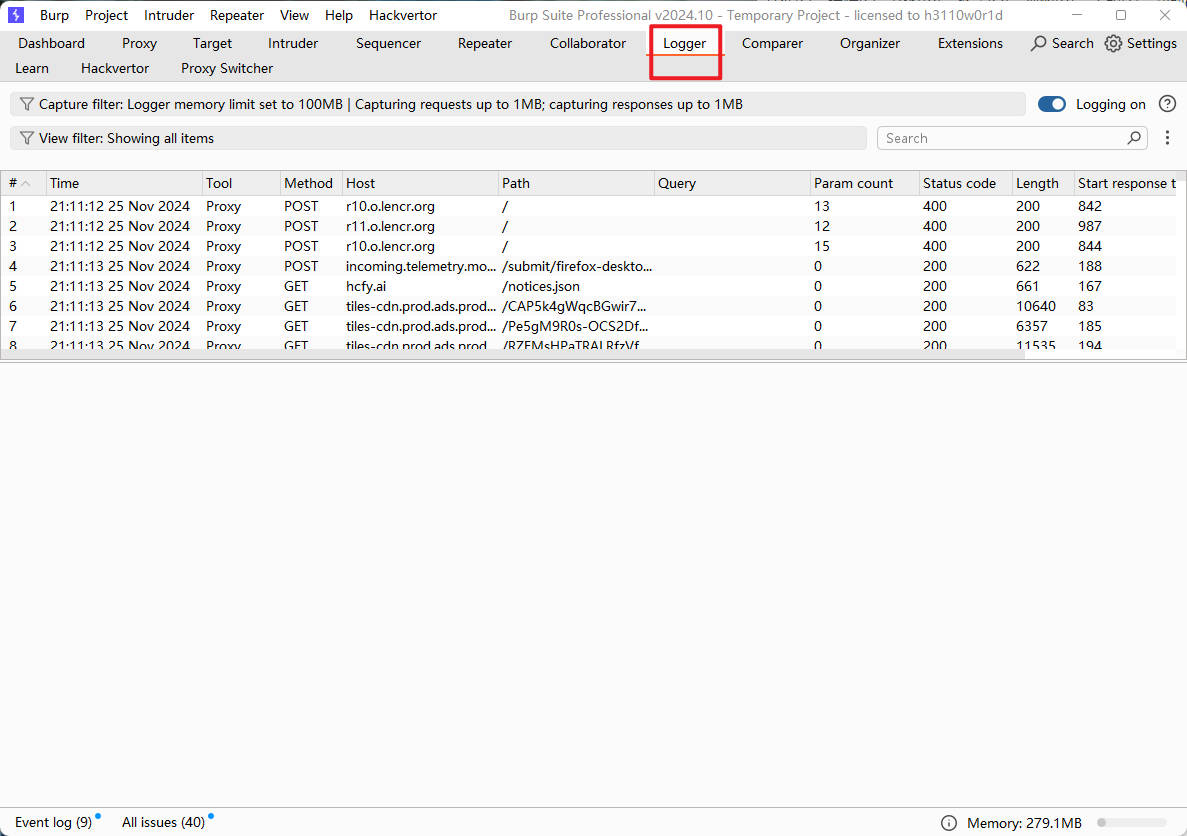 Burp Project Intruder Repeater View Help Hackvertor Burp Suite Professional v2024.10 - Temporary Project - licensed to h3110w0r1d
Dashboard Proxy Target Intruder Sequencer Repeater Collaborator Logger Comparer Organizer Extensions Search Settings
Learn Hackvertor Proxy Switcher
Capture filter: Logger memory limit set to 100MB | Capturing requests up to 1MB; capturing responses up to 1MB Logging on ?
View filter: Showing all items Search
# Time Tool Method Host Path Query Param count Status code Length Start response t
1 21:11:12 25 Nov 2024 Proxy POST r10.o.lencr.org / 13 400 200 842
2 21:11:12 25 Nov 2024 Proxy POST r11.o.lencr.org / 12 400 200 987
3 21:11:12 25 Nov 2024 Proxy POST r10.o.lencr.org / 15 400 200 844
4 21:11:13 25 Nov 2024 Proxy POST incoming.telemetry.mo... /submit/firefox-deskto... 0 200 622 188
5 21:11:13 25 Nov 2024 Proxy GET hcfy.ai /notices.json 0 200 661 167
6 21:11:13 25 Nov 2024 Proxy GET tiles-cdn.prod.ads.prod... /CAP5k4gWqcBGwir7... 0 200 10640 83
7 21:11:13 25 Nov 2024 Proxy GET tiles-cdn.prod.ads.prod... /Pe5gM9R0s-OCS2Df... 0 200 6357 185
8 21:11:13 25 Nov 2024 Proxy GET tiles-cdn.prod.ads.prod 0 200 11535 194
Event log (9) All issues (40) Memory: 279.1MB